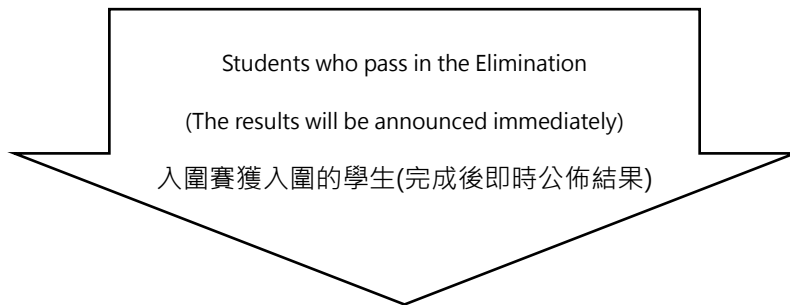 Students who pass in the Elimination
(The results will be announced immediately)
入圍賽獲入圍的學生(完成後即時公佈結果)